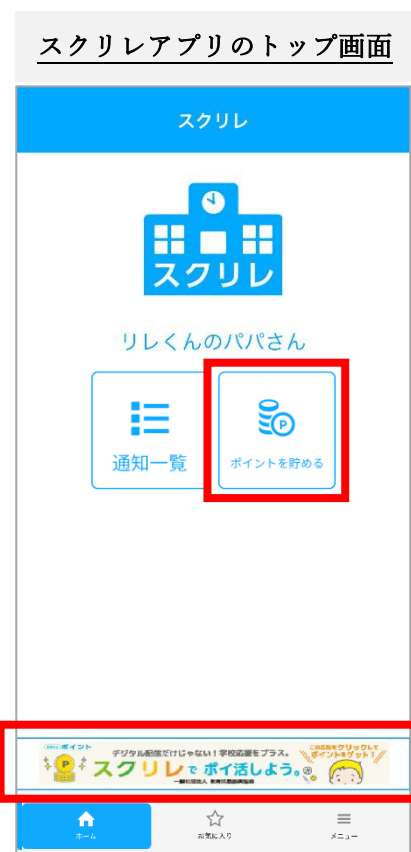 スクリレアプリのトップ画面
スクリレ
スクリレ
リレくんのパパさん
通知一覧
ポイントを貯める
ポイント
デジタル配信だけじゃない!学校応援をプラス。
この広告をクリックして
ポイントをゲット!
P
スクリレでポイ活しよう。
ホーム
お気に入り
メニュー